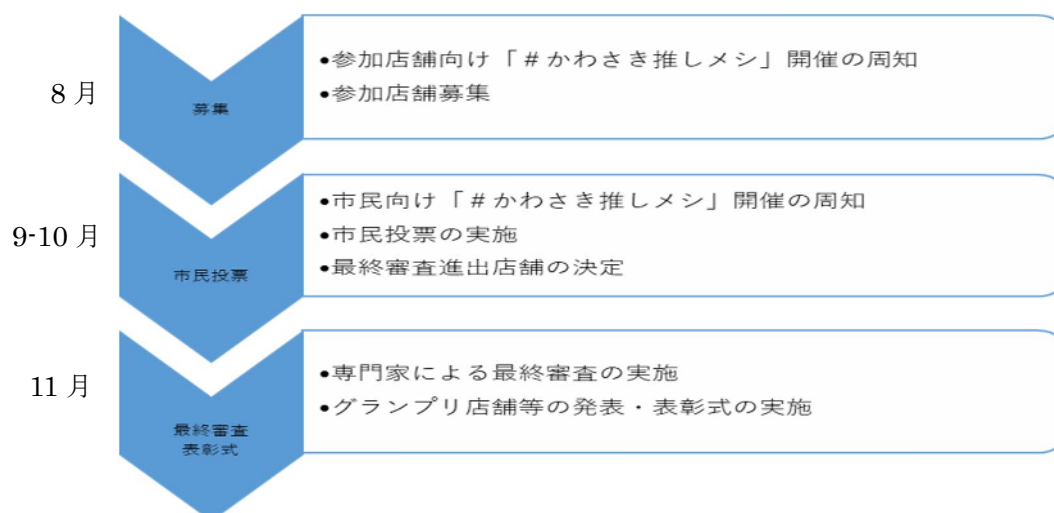 8 月
募集
•参加店舗向け「＃かわさき推しメシ」開催の周知
•参加店舗募集
9-10 月
市民投票
•市民向け「＃かわさき推しメシ」開催の周知
•市民投票の実施
•最終審査進出店舗の決定
11 月
最終審査
表彰式
•専門家による最終審査の実施
•グランプリ店舗等の発表・表彰式の実施